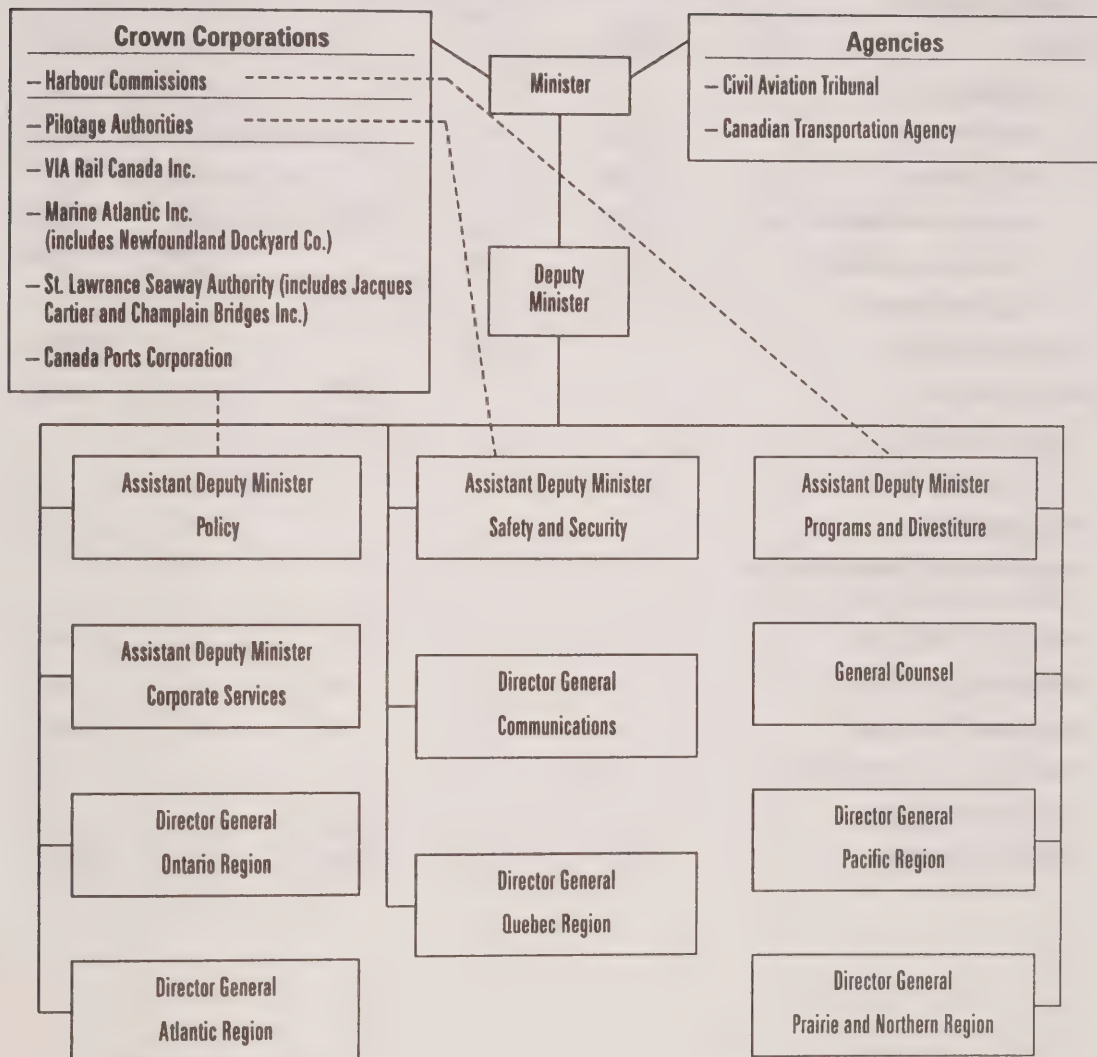 Crown Corporations
– Harbour Commissions
– Pilotage Authorities
– VIA Rail Canada Inc.
– Marine Atlantic Inc.
(includes Newfoundland Dockyard Co.)
– St. Lawrence Seaway Authority (includes Jacques
Cartier and Champlain Bridges Inc.)
– Canada Ports Corporation
Minister
Agencies
– Civil Aviation Tribunal
– Canadian Transportation Agency
Deputy
Minister
Assistant Deputy Minister
Policy
Assistant Deputy Minister
Safety and Security
Assistant Deputy Minister
Programs and Divestiture
Assistant Deputy Minister
Corporate Services
Director General
Communications
General Counsel
Director General
Ontario Region
Director General
Quebec Region
Director General
Pacific Region
Director General
Atlantic Region
Director General
Prairie and Northern Region